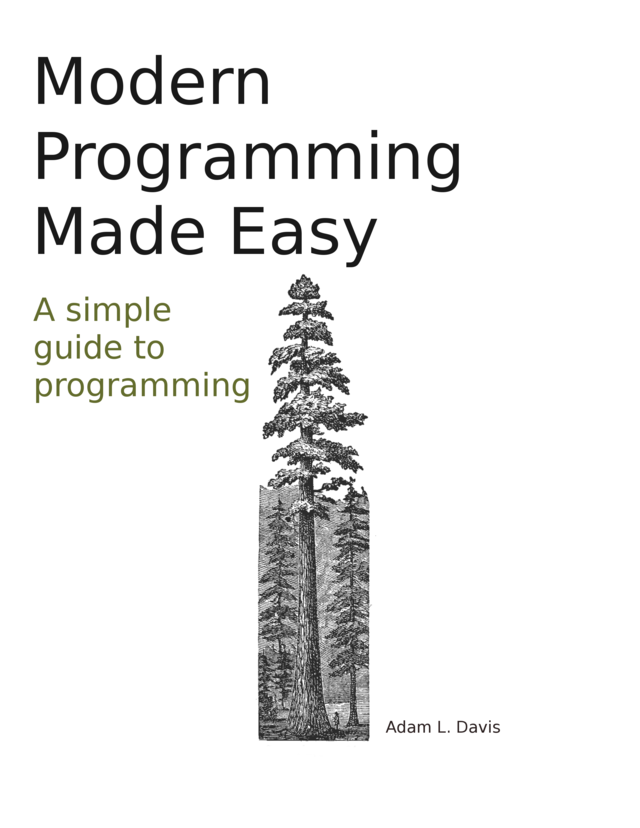 Modern
Programming
Made Easy
A simple
guide to
programming
Adam L. Davis